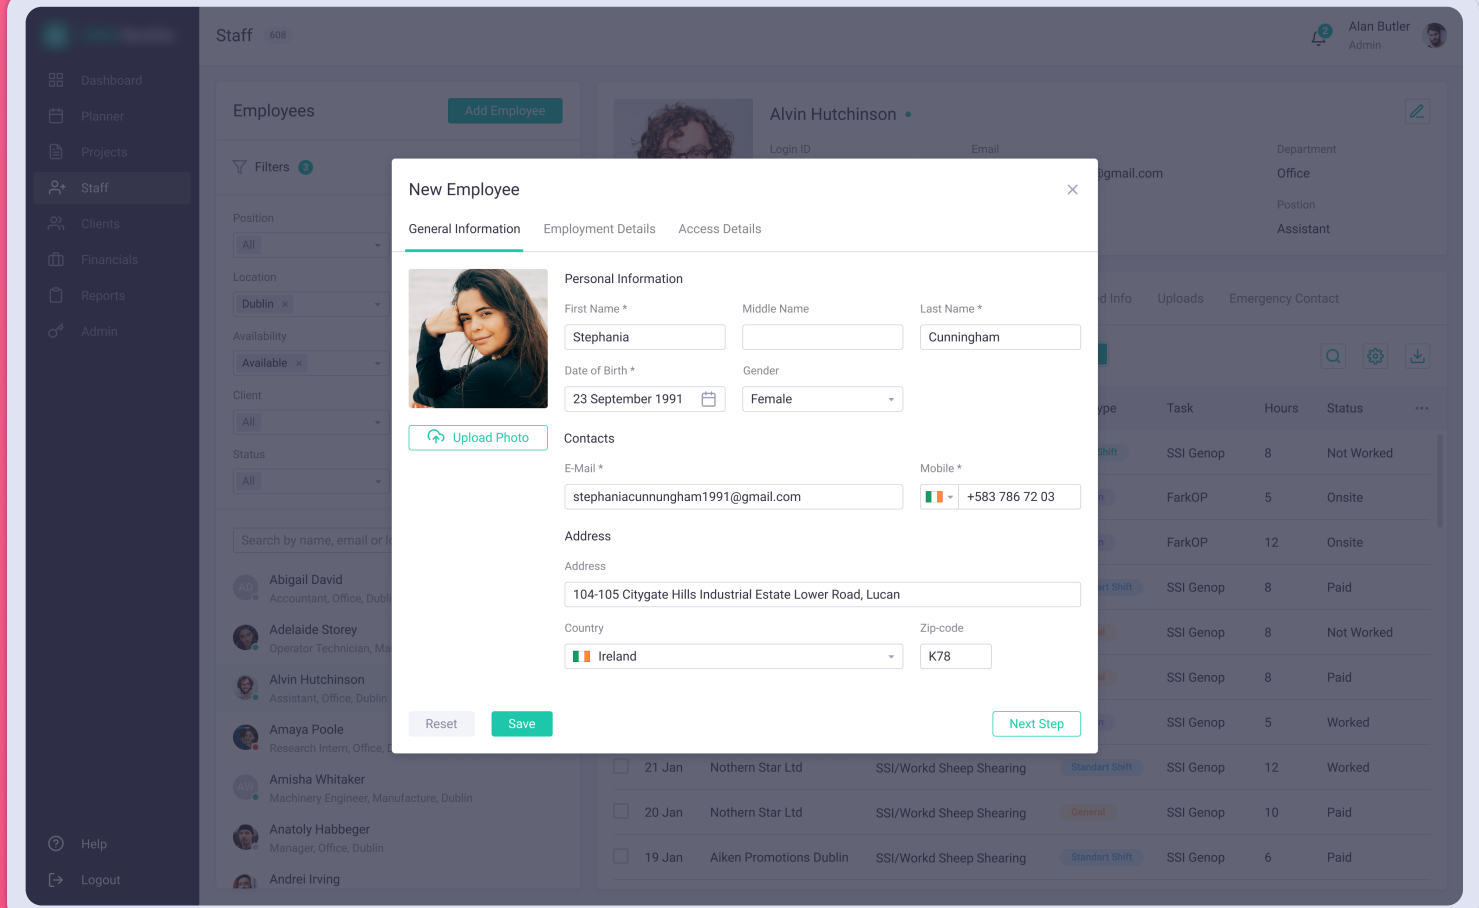 Staff 608
2
Alan Butler
Admin
Dashboard
Planner
Projects
Staff
Clients
Financials
Reports
Admin
Help
Logout
Employees
Add Employee
Filters 3
Position
All
Location
Dublin ×
Availability
Available ×
Client
All
Status
All
Search by name, email or lo
AD
Abigail David
Accountant, Office, Dubli
Adelaide Storey
Operator Technician, Ma
Alvin Hutchinson
Assistant, Office, Dublin
Amaya Poole
Research Intern, Office, D
AW
Amisha Whitaker
Machinery Engineer, Manufacture, Dublin
Anatoly Habbeger
Manager, Office, Dublin
Andrei Irving
Alvin Hutchinson
Login ID
Email
Department
@gmail.com
Office
Postion
Assistant
d Info
Uploads
Emergency Contact
New Employee
General Information
Employment Details
Access Details
Upload Photo
Personal Information
First Name *
Middle Name
Last Name *
Stephania
Cunningham
Date of Birth *
Gender
23 September 1991
Female
Contacts
E-Mail *
Mobile *
stephaniacunnungham1991@gmail.com
+583 786 72 03
Address
Address
104-105 Citygate Hills Industrial Estate Lower Road, Lucan
Country
Zip-code
Ireland
K78
Reset
Save
Next Step
ype Task Hours Status ...
hift SSI Genop 8 Not Worked
FarkOP 5 Onsite
FarkOP 12 Onsite
rt Shift SSI Genop 8 Paid
SSI Genop 8 Not Worked
SSI Genop 8 Paid
SSI Genop 5 Worked
21 Jan Nothern Star Ltd SSI/Workd Sheep Shearing Standart Shift SSI Genop 12 Worked
20 Jan Nothern Star Ltd SSI/Workd Sheep Shearing General SSI Genop 10 Paid
19 Jan Aiken Promotions Dublin SSI/Workd Sheep Shearing Standart Shift SSI Genop 6 Paid